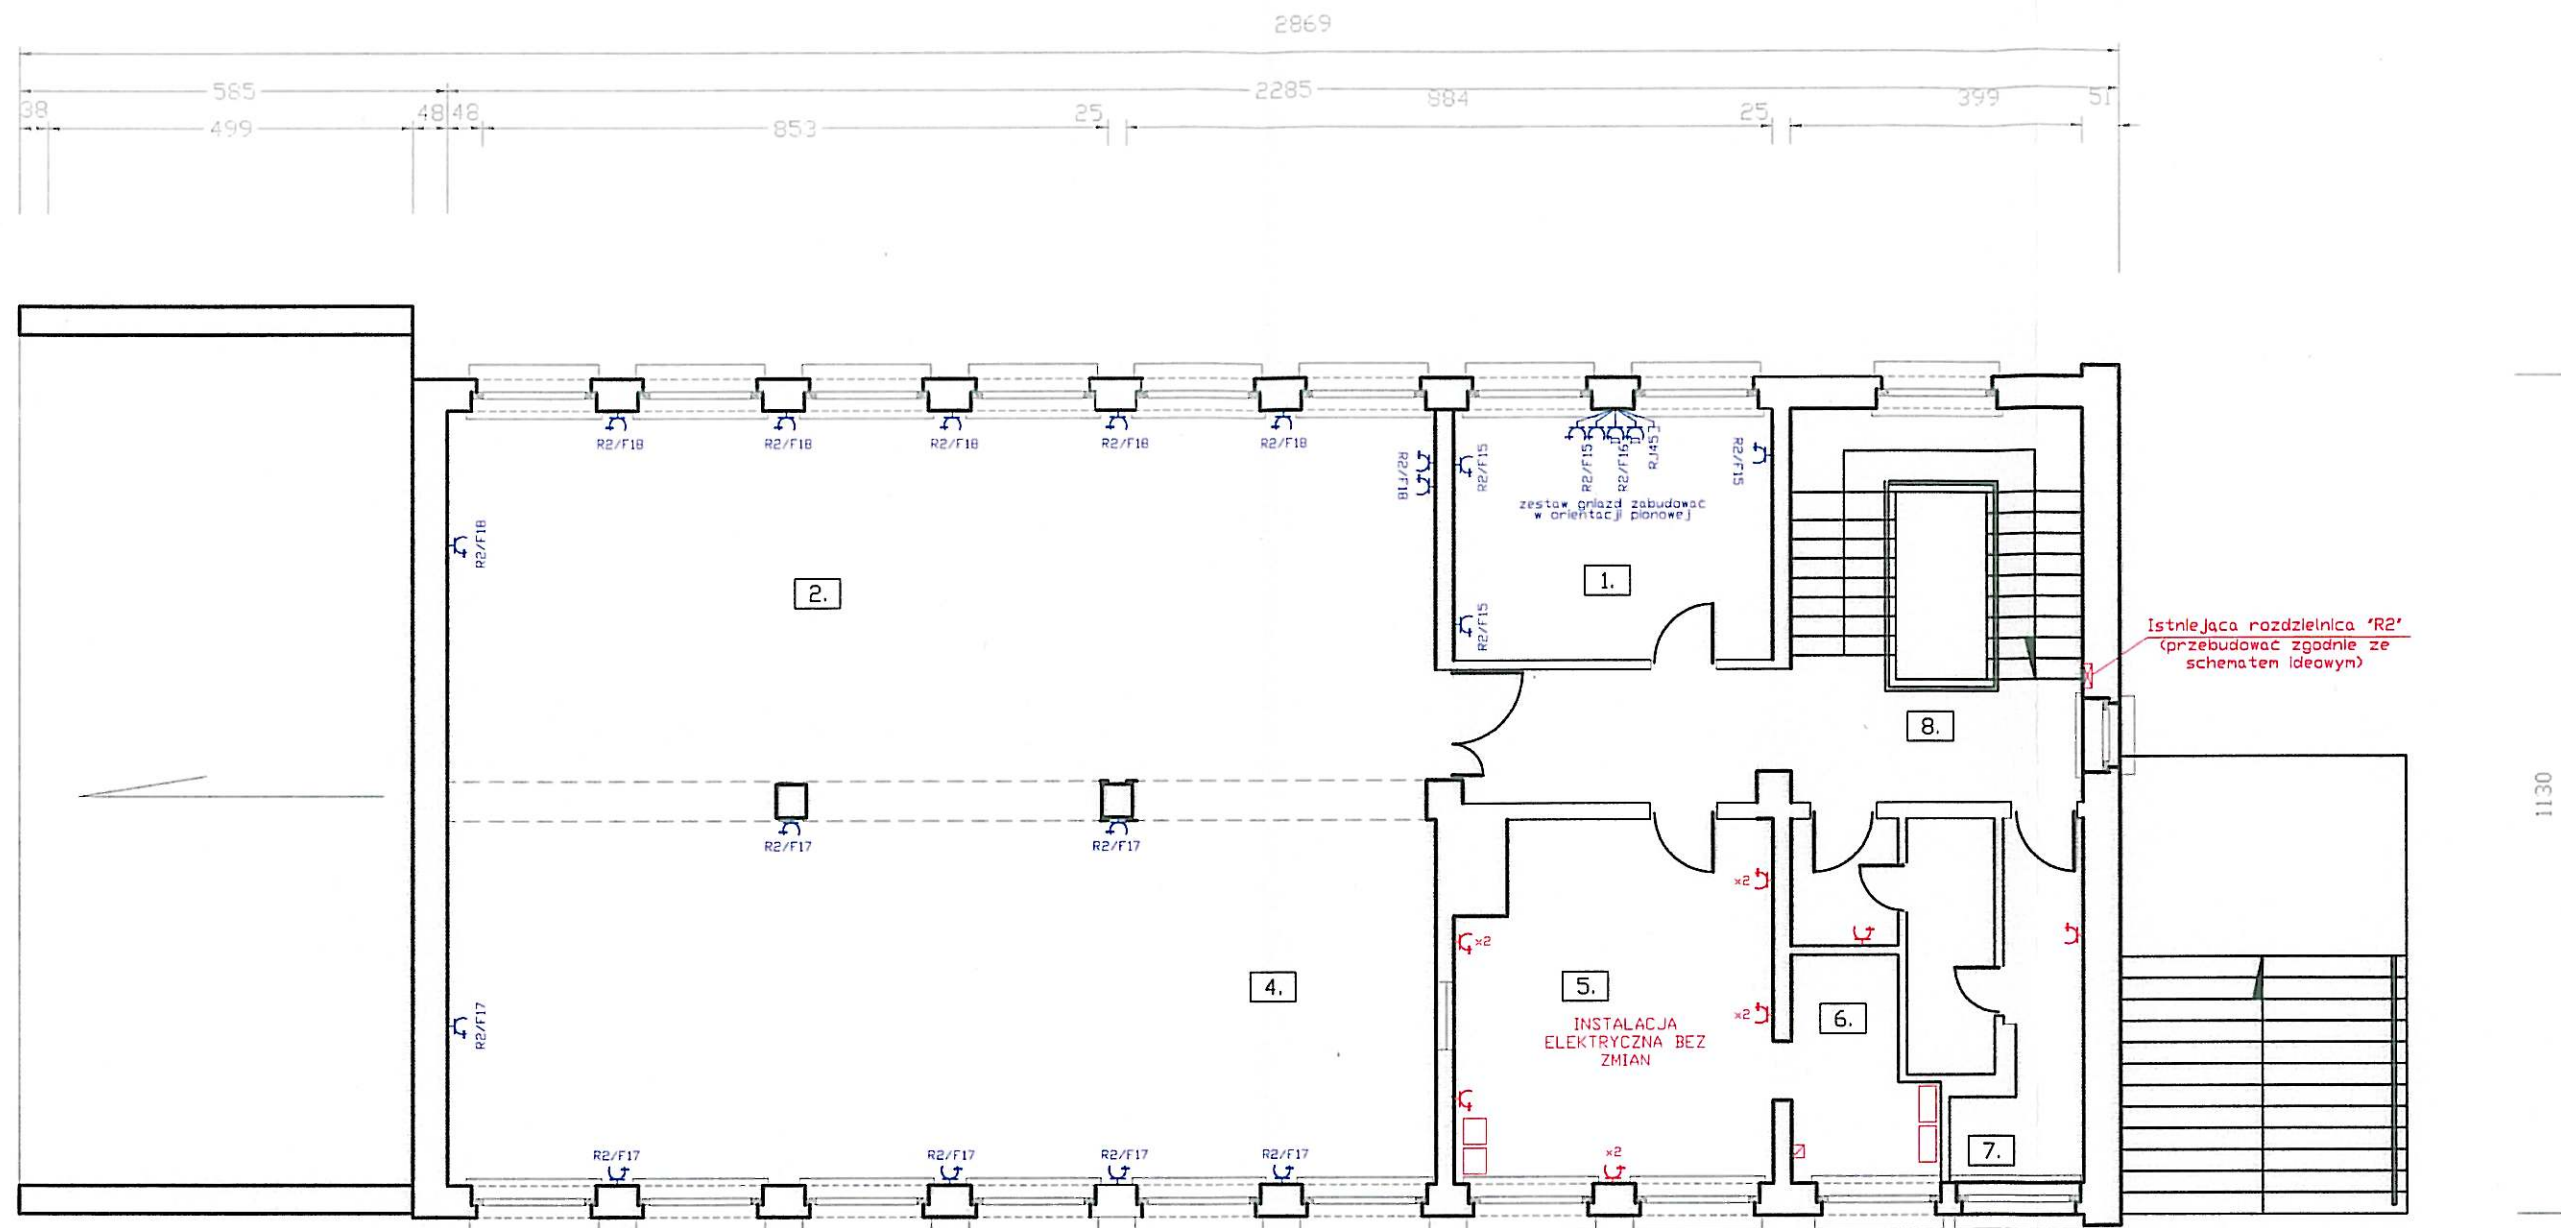 2869
585
2285
884
399
51
38
499
48
48
853
25
25
R2/F18
R2/F18
R2/F18
R2/F18
R2/F18
R2/F18
R2/F15
R2/F15
R2/F16
RJ45
R2/F15
zestaw gniazd zabudować
w orientacji pionowej
R2/F18
2.
1.
R2/F15
Istniejąca rozdzielnica "R2"
(przebudować zgodnie ze
schematem ideowym)
8.
1130
R2/F17
R2/F17
x2
x2
4.
5.
x2
6.
R2/F17
INSTALACJA
ELEKTRYCZNA BEZ
ZMIAN
7.
R2/F17
R2/F17
R2/F17
R2/F17
x2